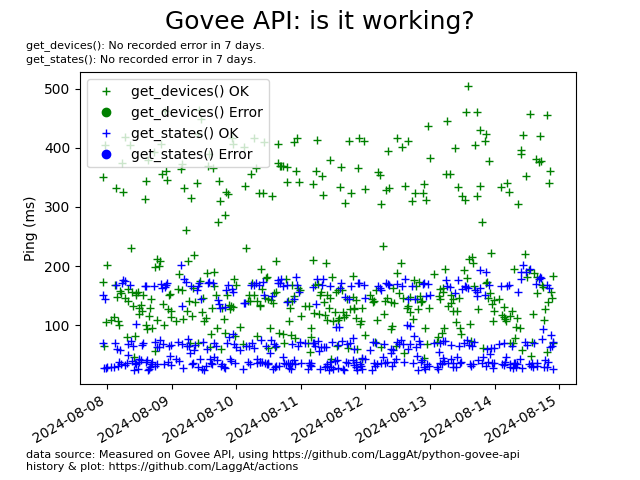 Govee API: is it working?
get_devices(): No recorded error in 7 days.
get_states(): No recorded error in 7 days.
get_devices() OK
get_devices() Error
get_states() OK
get_states() Error
500
400
300
200
100
Ping (ms)
2024-08-08
2024-08-09
2024-08-10
2024-08-11
2024-08-12
2024-08-13
2024-08-14
2024-08-15
data source: Measured on Govee API, using https://github.com/LaggAt/python-govee-api
history & plot: https://github.com/LaggAt/actions